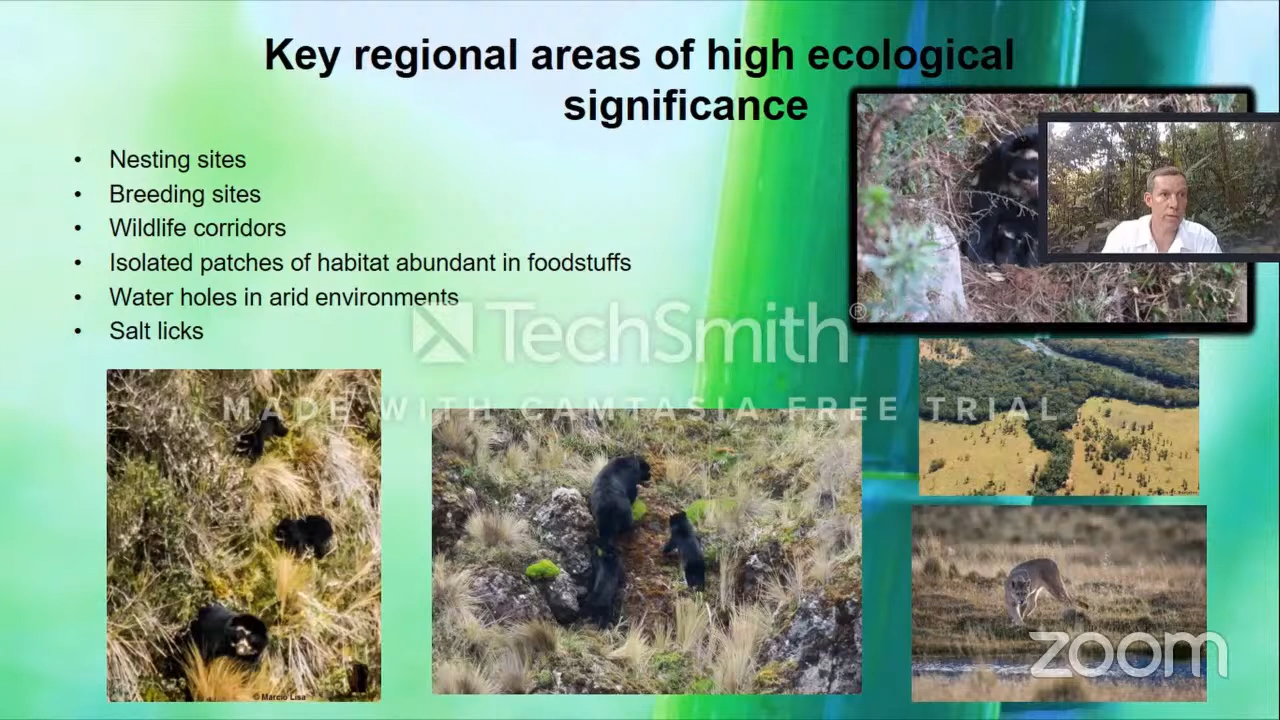 Key regional areas of high ecological
significance
• Nesting sites
• Breeding sites
• Wildlife corridors
• Isolated patches of habitat abundant in foodstuffs
• Water holes in arid environments
• Salt licks
TechSmith®
MADE WITH CAMTASIA FREE TRIAL
© Marcio Lisa
zoom